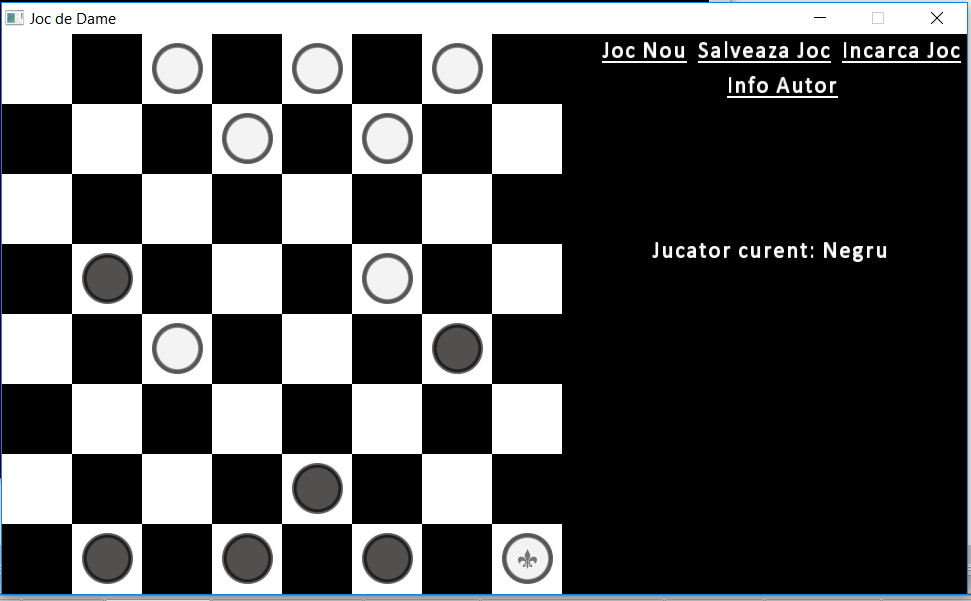 Joc de Dame
Joc Nou Salveaza Joc Incarca Joc
Info Autor
Jucator curent: Negru